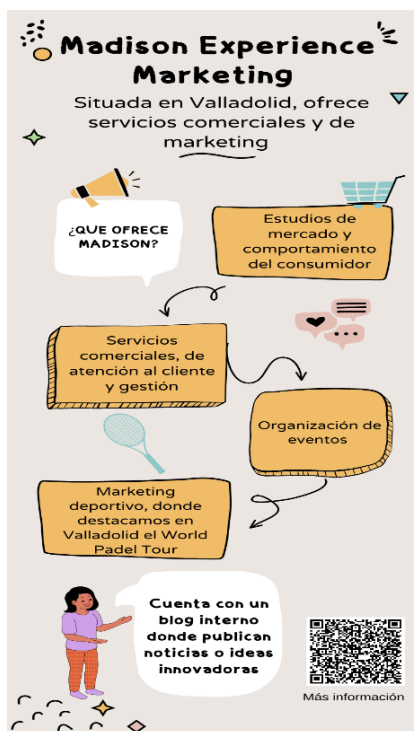 Madison Experience
Marketing
Situada en Valladolid, ofrece
servicios comerciales y de
marketing
¿QUE OFRECE
MADISON?
Estudios de
mercado y
comportamiento
del consumidor
Servicios
comerciales, de
atención al cliente
y gestión
Organización de
eventos
Marketing
deportivo, donde
destacamos en
Valladolid el World
Padel Tour
Cuenta con un
blog interno
donde publican
noticias o ideas
innovadoras
Más información